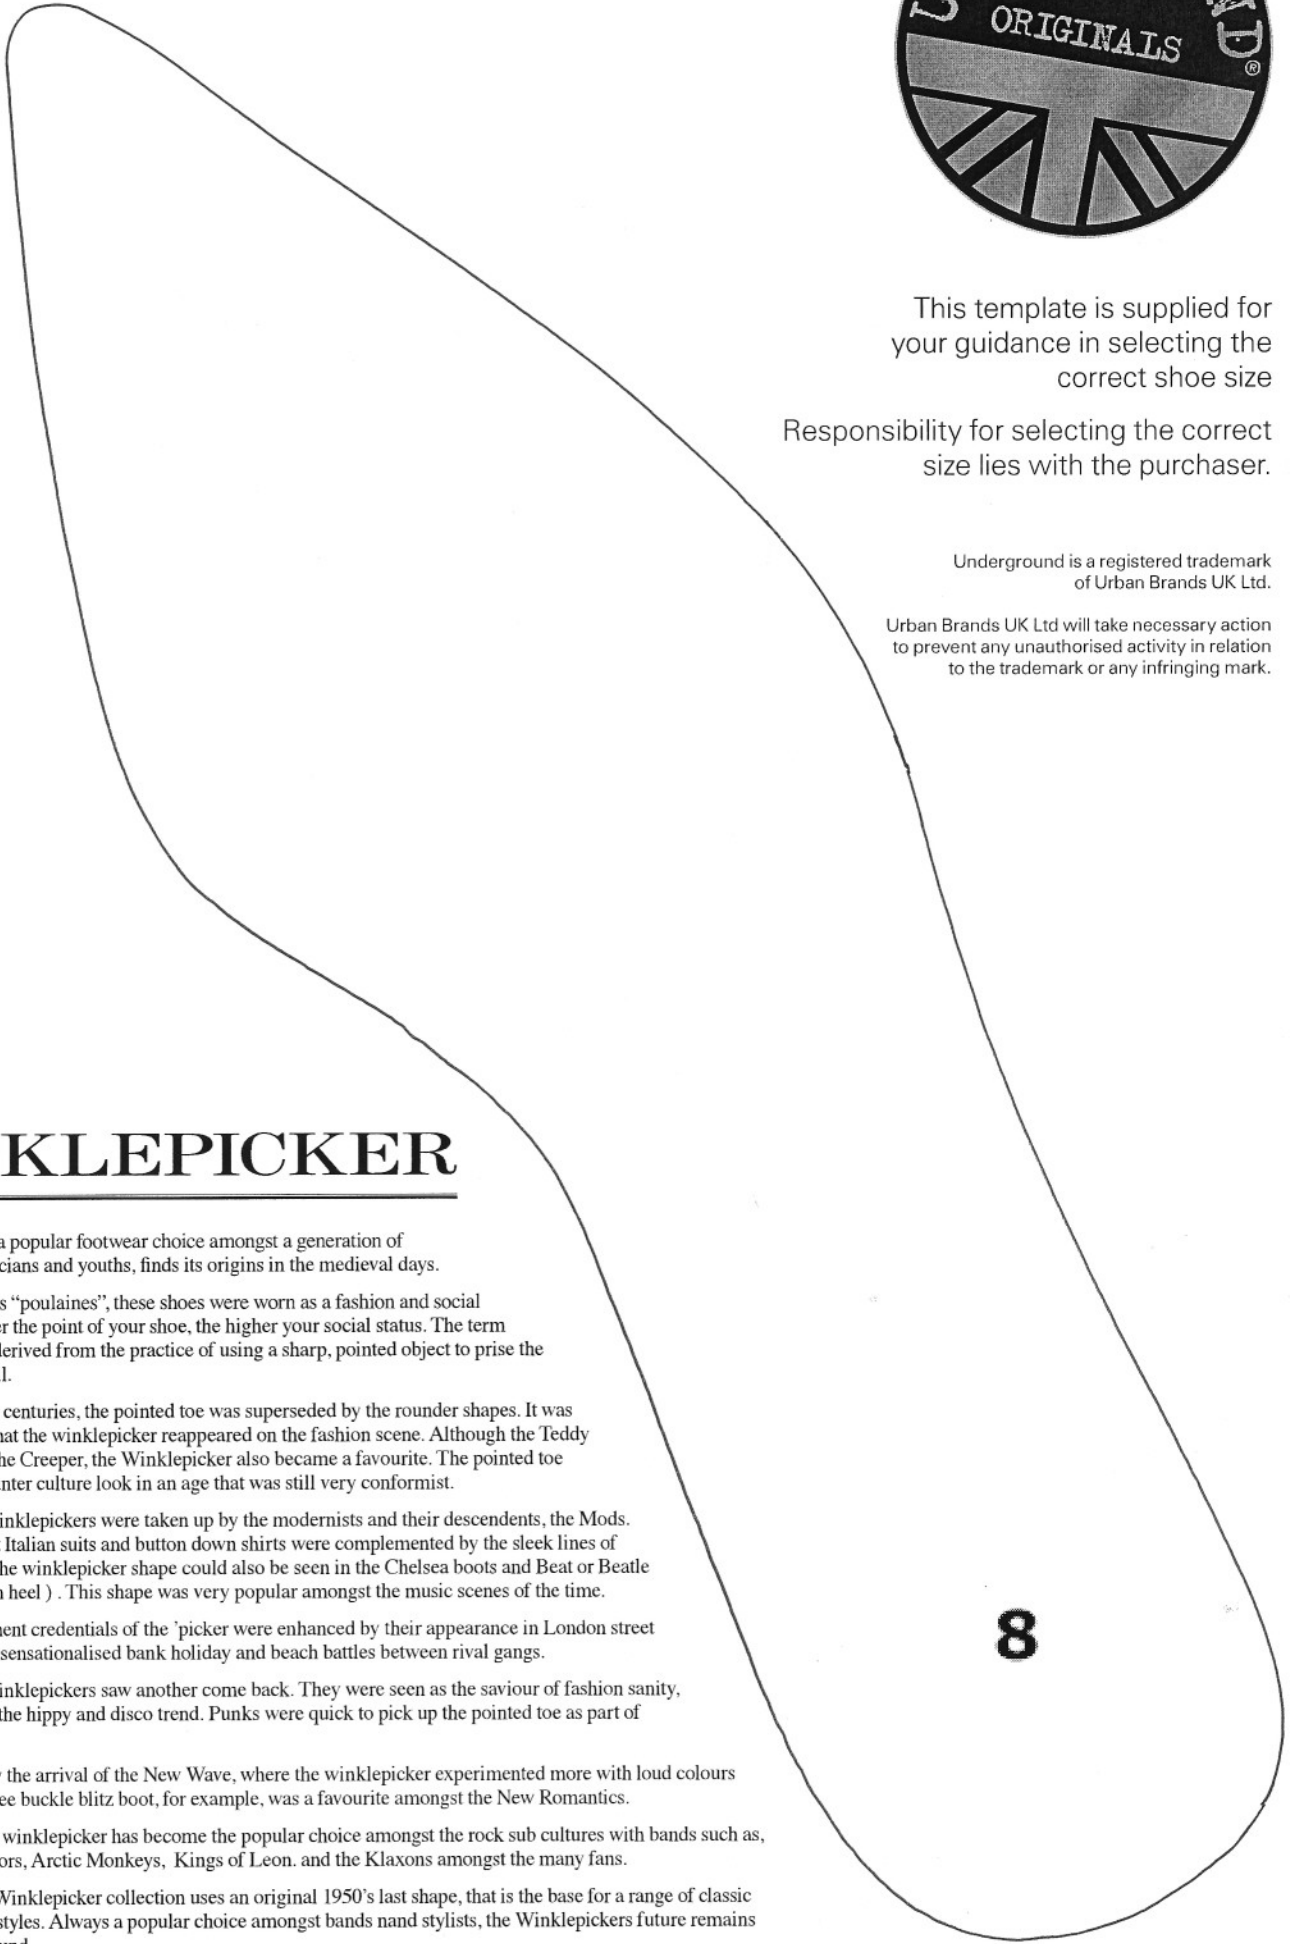 ORIGINALS
®
This template is supplied for
your guidance in selecting the
correct shoe size
Responsibility for selecting the correct
size lies with the purchaser.
Underground is a registered trademark
of Urban Brands UK Ltd.
Urban Brands UK Ltd will take necessary action
to prevent any unauthorised activity in relation
to the trademark or any infringing mark.
KLEPICKER
a popular footwear choice amongst a generation of
cians and youths, finds its origins in the medieval days.
s “poulaines”, these shoes were worn as a fashion and social
er the point of your shoe, the higher your social status. The term
derived from the practice of using a sharp, pointed object to prise the
l.
centuries, the pointed toe was superseded by the rounder shapes. It was
hat the winklepicker reappeared on the fashion scene. Although the Teddy
he Creeper, the Winklepicker also became a favourite. The pointed toe
nter culture look in an age that was still very conformist.
inklepickers were taken up by the modernists and their descendents, the Mods.
Italian suits and button down shirts were complemented by the sleek lines of
he winklepicker shape could also be seen in the Chelsea boots and Beat or Beatle
n heel ) . This shape was very popular amongst the music scenes of the time.
nent credentials of the ’picker were enhanced by their appearance in London street
sensationalised bank holiday and beach battles between rival gangs.
inklepickers saw another come back. They were seen as the saviour of fashion sanity,
the hippy and disco trend. Punks were quick to pick up the pointed toe as part of
the arrival of the New Wave, where the winklepicker experimented more with loud colours
ee buckle blitz boot, for example, was a favourite amongst the New Romantics.
winklepicker has become the popular choice amongst the rock sub cultures with bands such as,
ors, Arctic Monkeys, Kings of Leon. and the Klaxons amongst the many fans.
Winklepicker collection uses an original 1950’s last shape, that is the base for a range of classic
styles. Always a popular choice amongst bands nand stylists, the Winklepickers future remains
8